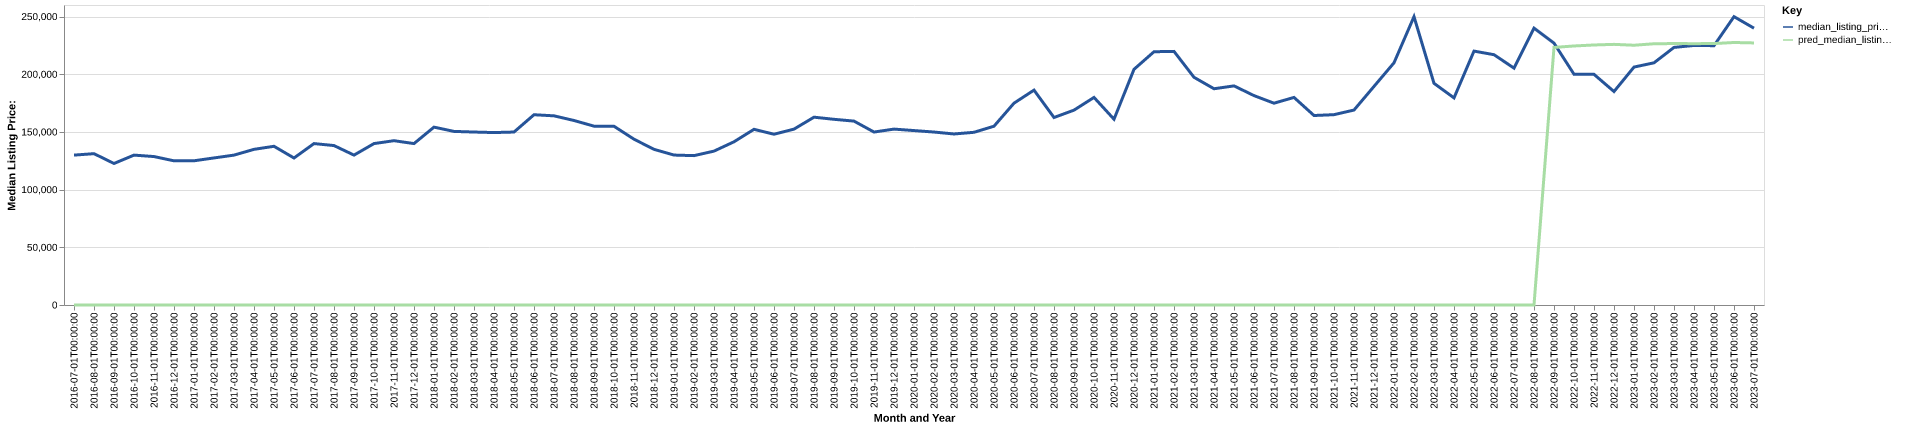 250,000
200,000
150,000
100,000
50,000
0
Median Listing Price:
2016-07-01T00:00:00
2016-08-01T00:00:00
2016-09-01T00:00:00
2016-10-01T00:00:00
2016-11-01T00:00:00
2016-12-01T00:00:00
2017-01-01T00:00:00
2017-02-01T00:00:00
2017-03-01T00:00:00
2017-04-01T00:00:00
2017-05-01T00:00:00
2017-06-01T00:00:00
2017-07-01T00:00:00
2017-08-01T00:00:00
2017-09-01T00:00:00
2017-10-01T00:00:00
2017-11-01T00:00:00
2017-12-01T00:00:00
2018-01-01T00:00:00
2018-02-01T00:00:00
2018-03-01T00:00:00
2018-04-01T00:00:00
2018-05-01T00:00:00
2018-06-01T00:00:00
2018-07-01T00:00:00
2018-08-01T00:00:00
2018-09-01T00:00:00
2018-10-01T00:00:00
2018-11-01T00:00:00
2018-12-01T00:00:00
2019-01-01T00:00:00
2019-02-01T00:00:00
2019-03-01T00:00:00
2019-04-01T00:00:00
2019-05-01T00:00:00
2019-06-01T00:00:00
2019-07-01T00:00:00
2019-08-01T00:00:00
2019-09-01T00:00:00
2019-10-01T00:00:00
2019-11-01T00:00:00
2019-12-01T00:00:00
2020-01-01T00:00:00
2020-02-01T00:00:00
2020-03-01T00:00:00
2020-04-01T00:00:00
2020-05-01T00:00:00
2020-06-01T00:00:00
2020-07-01T00:00:00
2020-08-01T00:00:00
2020-09-01T00:00:00
2020-10-01T00:00:00
2020-11-01T00:00:00
2020-12-01T00:00:00
2021-01-01T00:00:00
2021-02-01T00:00:00
2021-03-01T00:00:00
2021-04-01T00:00:00
2021-05-01T00:00:00
2021-06-01T00:00:00
2021-07-01T00:00:00
2021-08-01T00:00:00
2021-09-01T00:00:00
2021-10-01T00:00:00
2021-11-01T00:00:00
2021-12-01T00:00:00
2022-01-01T00:00:00
2022-02-01T00:00:00
2022-03-01T00:00:00
2022-04-01T00:00:00
2022-05-01T00:00:00
2022-06-01T00:00:00
2022-07-01T00:00:00
2022-08-01T00:00:00
2022-09-01T00:00:00
2022-10-01T00:00:00
2022-11-01T00:00:00
2022-12-01T00:00:00
2023-01-01T00:00:00
2023-02-01T00:00:00
2023-03-01T00:00:00
2023-04-01T00:00:00
2023-05-01T00:00:00
2023-06-01T00:00:00
2023-07-01T00:00:00
Month and Year
Key
median_listing_pri…
pred_median_listin…